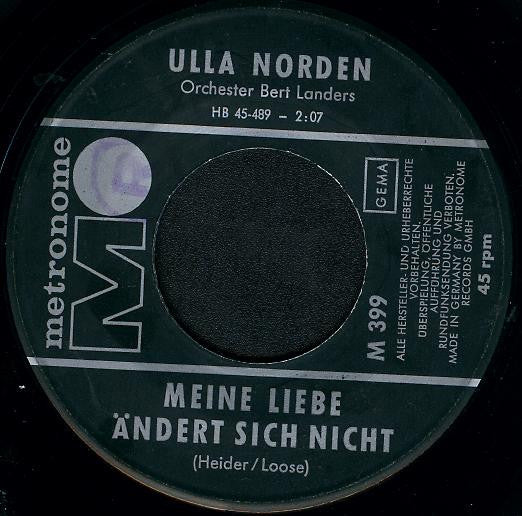 ULLA NORDEN
Orchester Bert Landers
HB 45-489 – 2:07
metronome
M
GEMA
ALLE HERSTELLER- UND URHEBERRECHTE
VORBEHALTEN.
ÜBERSPIELUNG, ÖFFENTLICHE
AUFFÜHRUNG UND
RUNDFUNKSENDUNG VERBOTEN.
MADE IN GERMANY BY METRONOME
RECORDS GMBH
M 399
45 rpm
MEINE LIEBE
ÄNDERT SICH NICHT
(Heider/Loose)